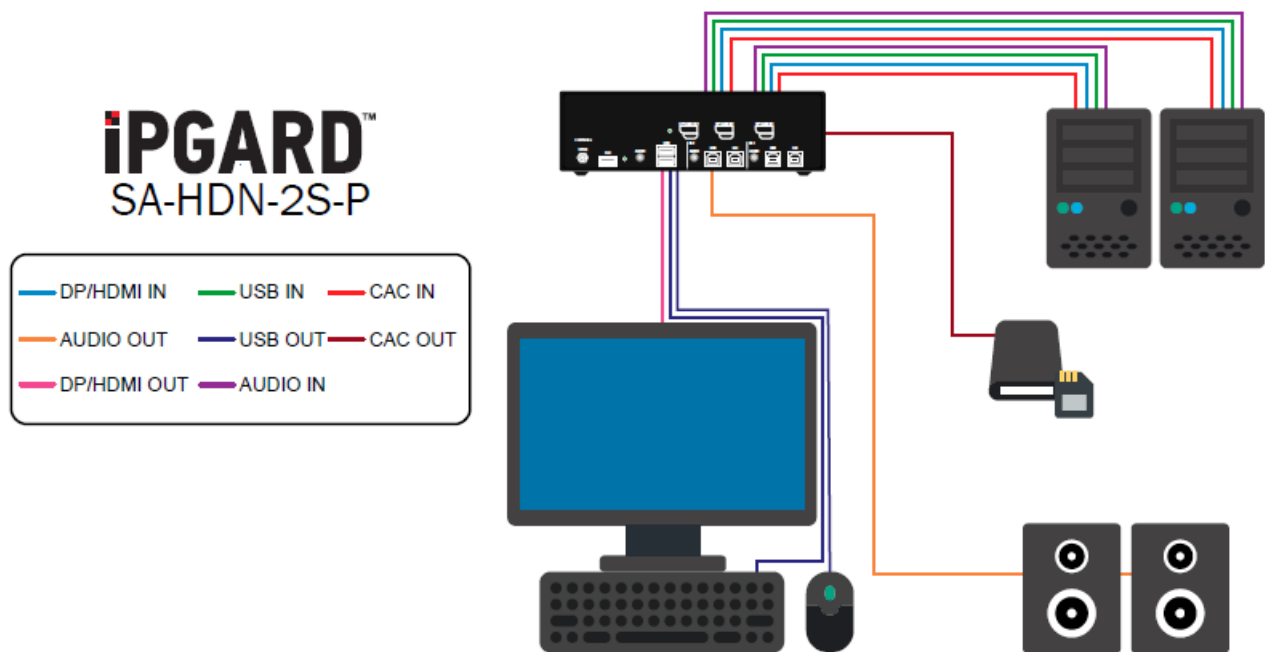 iPGARD™
SA-HDN-2S-P
DP/HDMI IN USB IN CAC IN
AUDIO OUT USB OUT CAC OUT
DP/HDMI OUT AUDIO IN